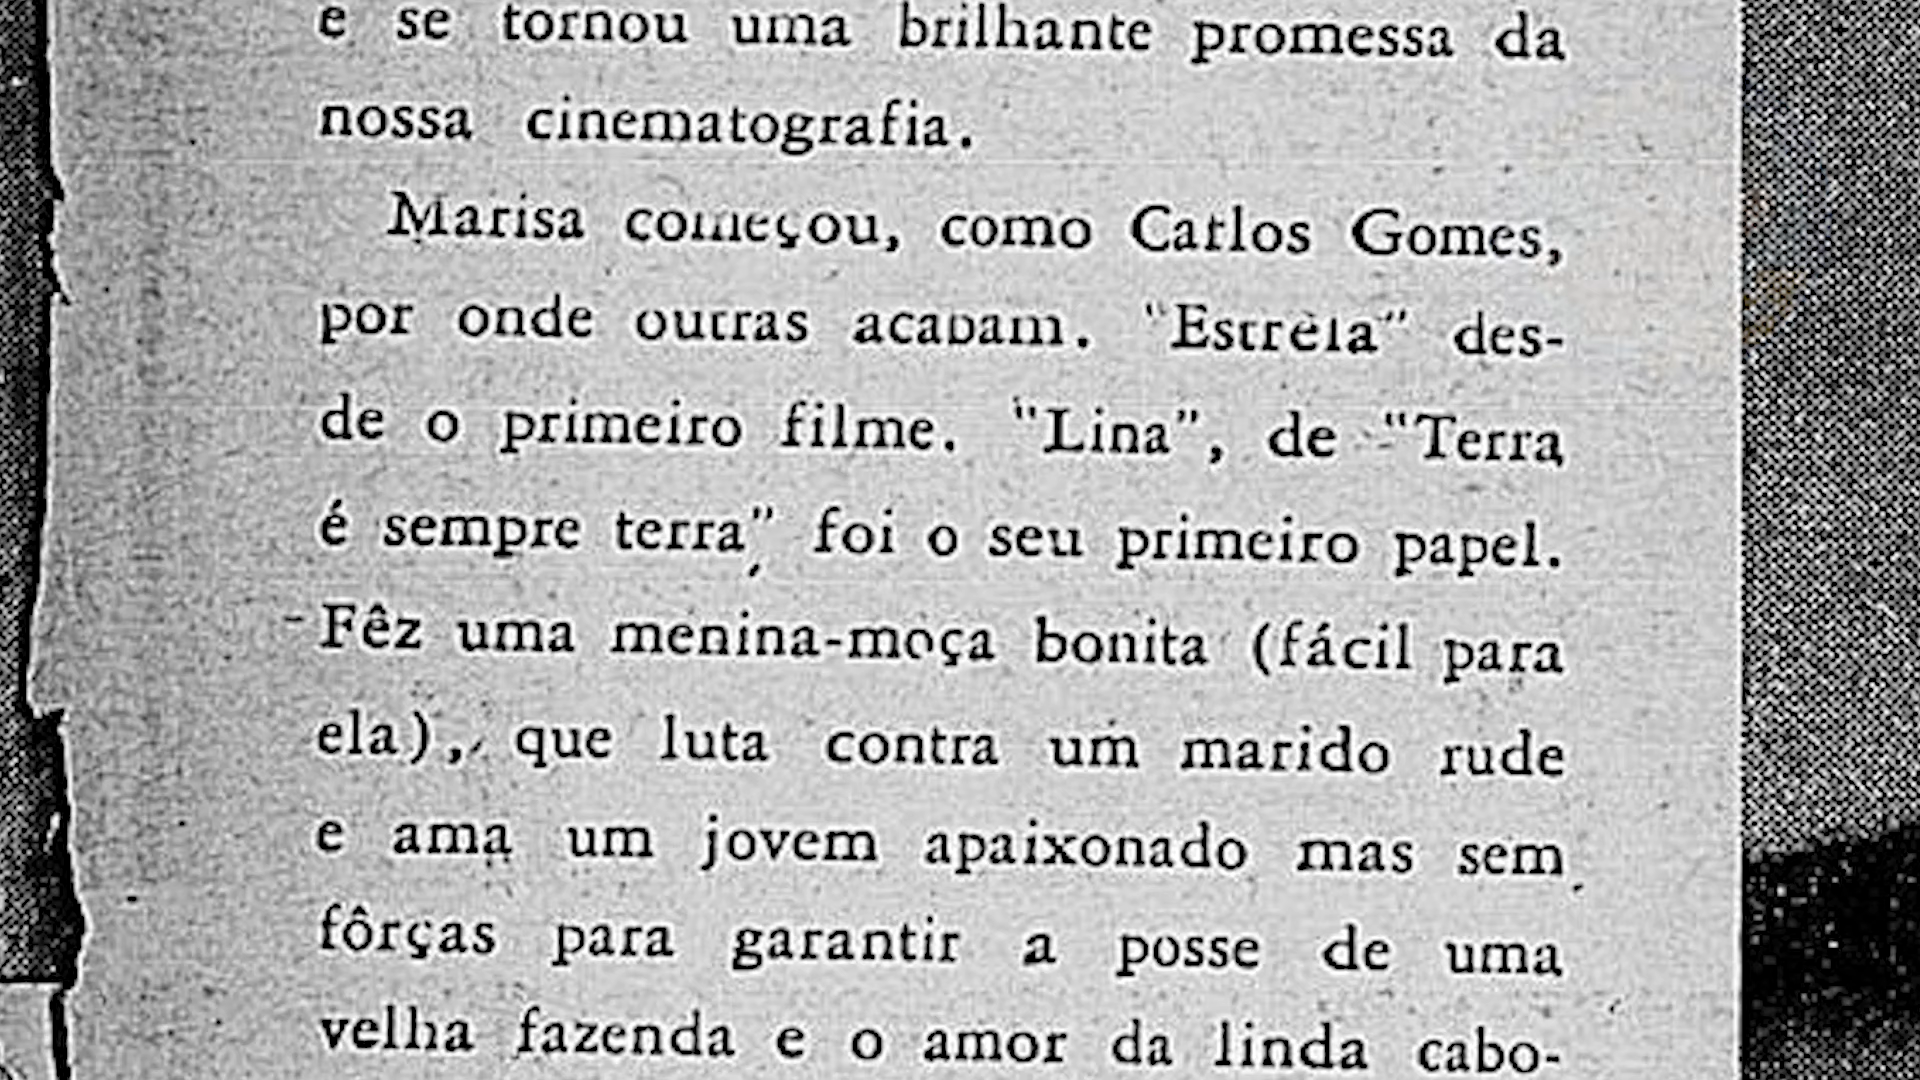 e se tornou uma brilhante promessa da
nossa cinematografia.
Marisa começou, como Carlos Gomes,
por onde outras acabam. "Estrêla" des-
de o primeiro filme. "Lina", de "Terra
é sempre terra" foi o seu primeiro papel.
Fêz uma menina-moça bonita (fácil para
ela), que luta contra um marido rude
e ama um jovem apaixonado mas sem
fôrças para garantir a posse de uma
velha fazenda e o amor da linda cabo-